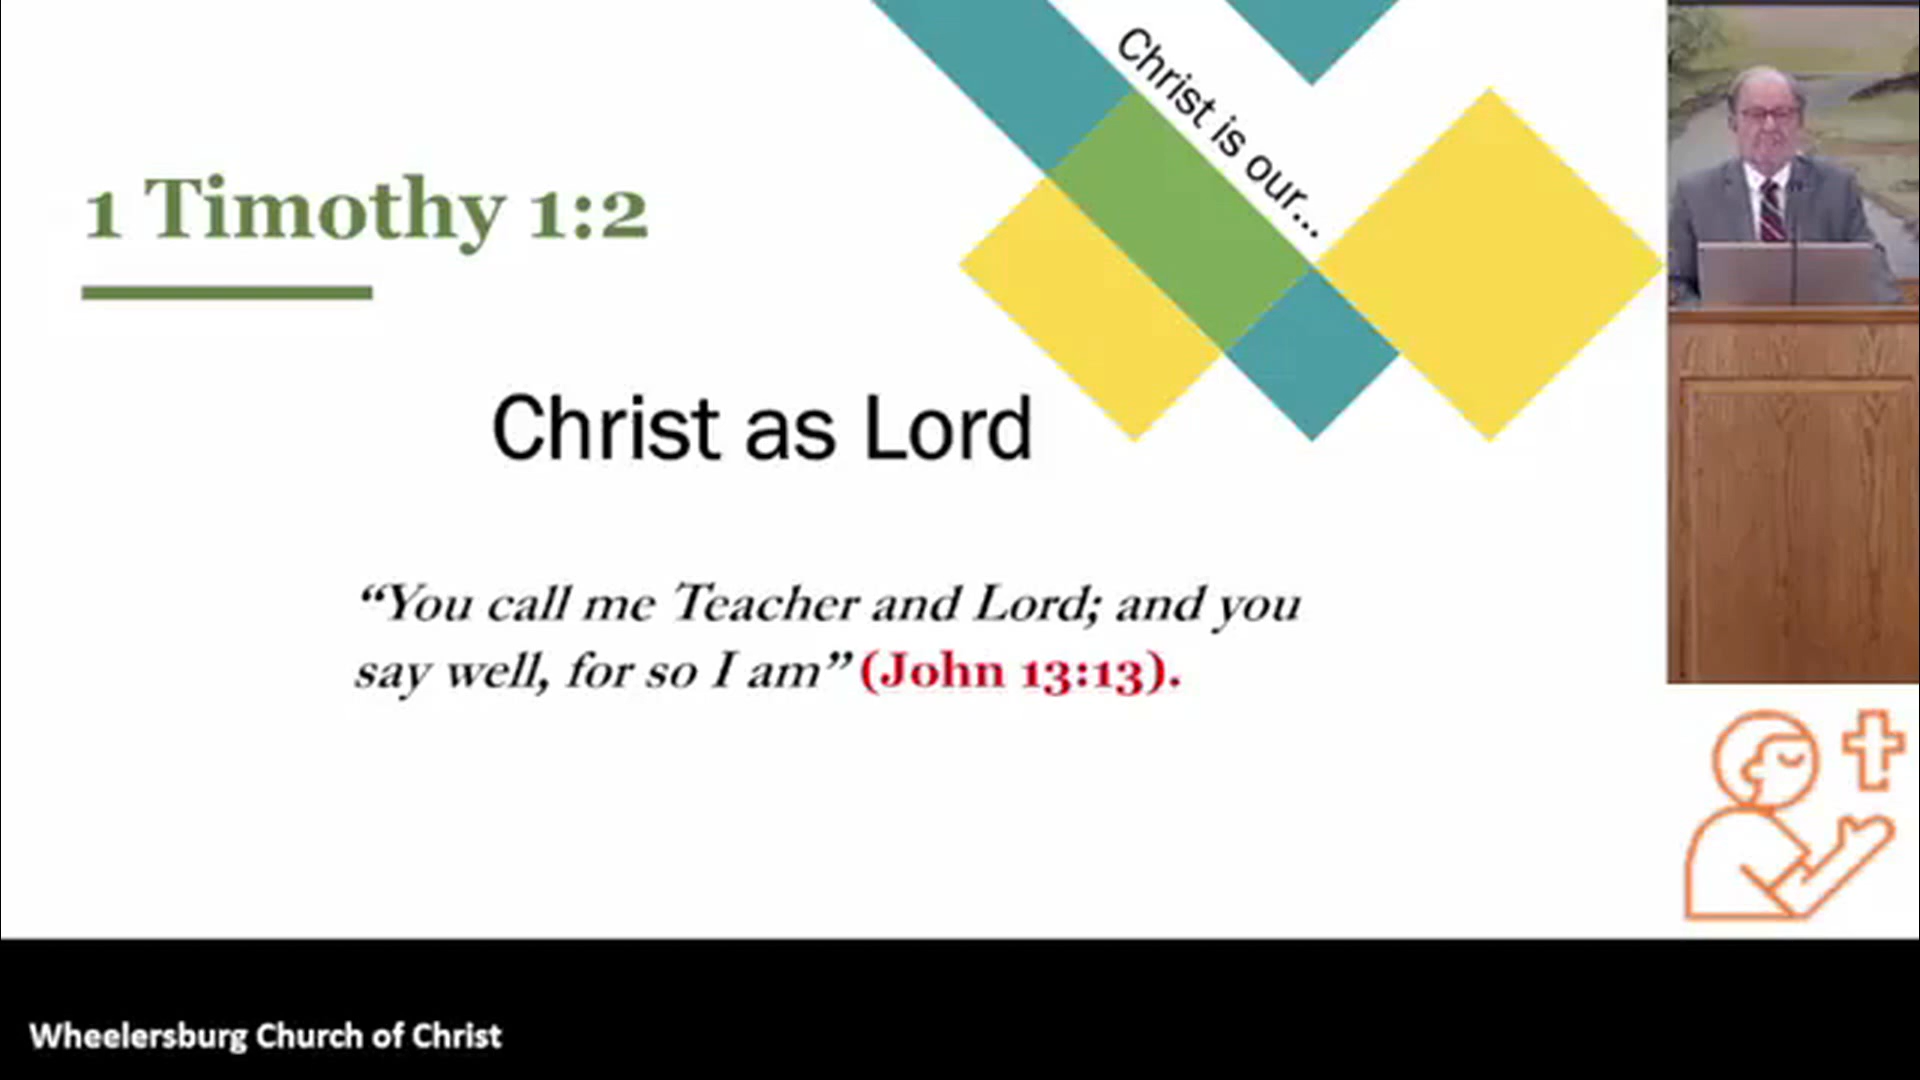 Christ is our...
1 Timothy 1:2
Christ as Lord
“You call me Teacher and Lord; and you
say well, for so I am” (John 13:13).
Wheelersburg Church of Christ